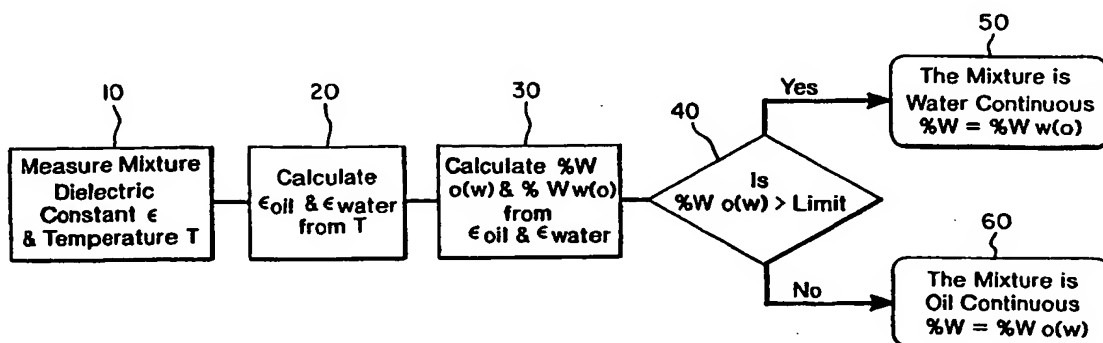 10
Measure Mixture
Dielectric
Constant ϵ
& Temperature T
20
Calculate
ϵoil & ϵwater
from T
30
Calculate %W
o(w) & % W w(o)
from
ϵoil & ϵwater
40
Is
%W o(w) > Limit
Yes
50
The Mixture is
Water Continuous
%W = %W w(o)
No
60
The Mixture is
Oil Continuous
%W = %W o(w)